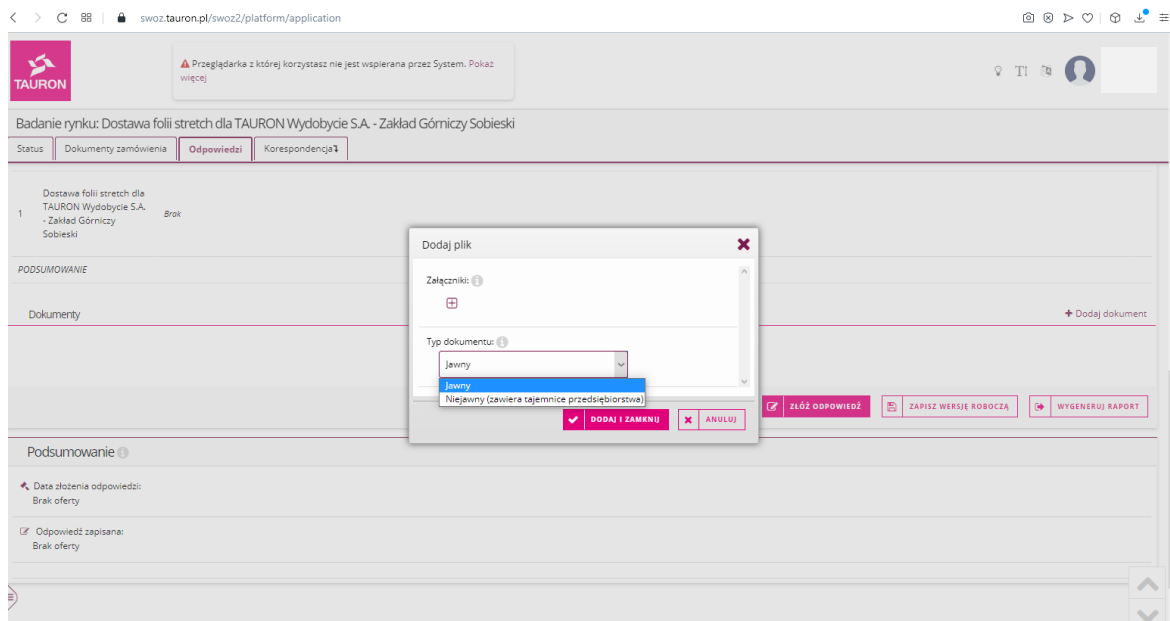 swoz.tauron.pl/swoz2/platform/application
TAURON
Przeglądarka z której korzystasz nie jest wspierana przez System. Pokaż
więcej
TI
Badanie rynku: Dostawa folii stretch dla TAURON Wydobycie S.A. - Zakład Górniczy Sobieski
Status
Dokumenty zamówienia
Odpowiedzi
Korespondencja
Dostawa folii stretch dla
1
TAURON Wydobycie S.A.
- Zakład Górniczy
Sobieski
Brak
PODSUMOWANIE
Dokumenty
+ Dodaj dokument
Dodaj plik
Załączniki:
Typ dokumentu:
Jawny
Jawny
Niejawny (zawiera tajemnice przedsiębiorstwa)
DODAJ I ZAMKNIJ
ANULUJ
ZŁÓŻ ODPOWIEDŹ
ZAPISZ WERSJĘ ROBOCZĄ
WYGENERUJ RAPORT
Podsumowanie
Data złożenia odpowiedzi:
Brak oferty
Odpowiedź zapisana:
Brak oferty